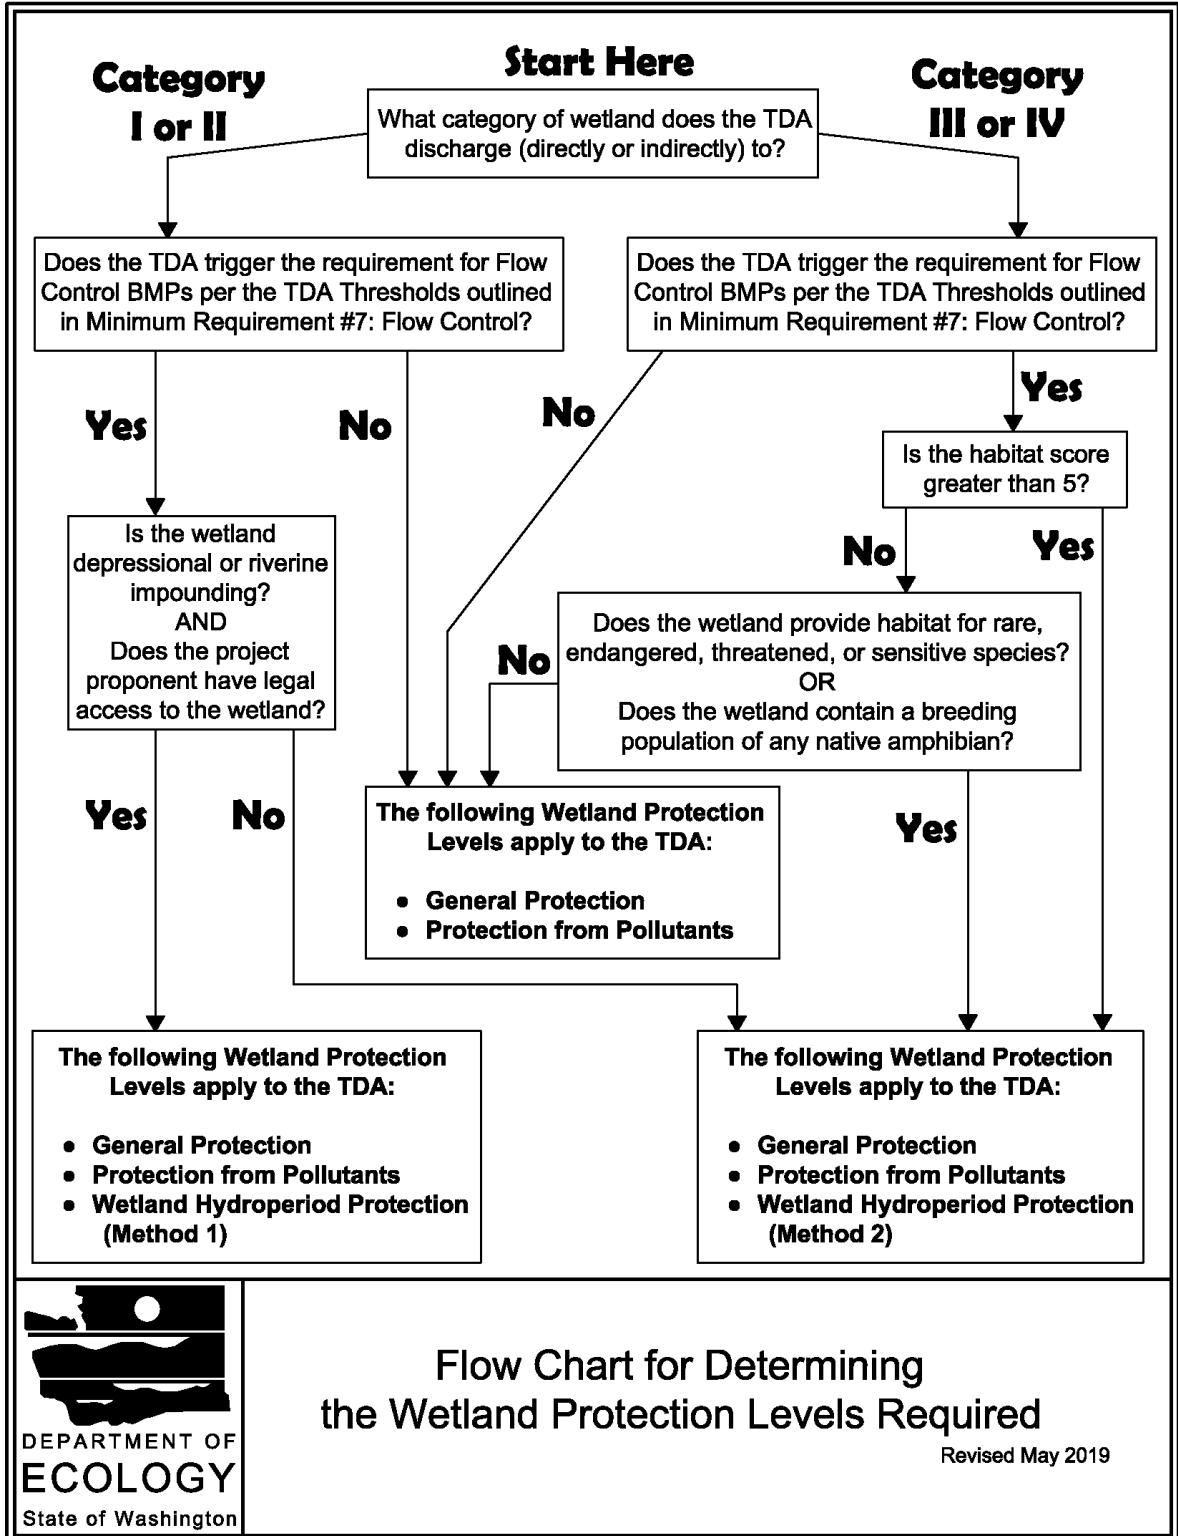 Start Here
What category of wetland does the TDA
discharge (directly or indirectly) to?
Category
I or II
Category
III or IV
Does the TDA trigger the requirement for Flow
Control BMPs per the TDA Thresholds outlined
in Minimum Requirement #7: Flow Control?
Does the TDA trigger the requirement for Flow
Control BMPs per the TDA Thresholds outlined
in Minimum Requirement #7: Flow Control?
Yes
No
No
Yes
Is the habitat score
greater than 5?
Is the wetland
depressional or riverine
impounding?
AND
Does the project
proponent have legal
access to the wetland?
No
Yes
Does the wetland provide habitat for rare,
endangered, threatened, or sensitive species?
OR
Does the wetland contain a breeding
population of any native amphibian?
No
Yes
No
Yes
The following Wetland Protection
Levels apply to the TDA:
• General Protection
• Protection from Pollutants
The following Wetland Protection
Levels apply to the TDA:
• General Protection
• Protection from Pollutants
• Wetland Hydroperiod Protection
(Method 1)
The following Wetland Protection
Levels apply to the TDA:
• General Protection
• Protection from Pollutants
• Wetland Hydroperiod Protection
(Method 2)
DEPARTMENT OF
ECOLOGY
State of Washington
Flow Chart for Determining
the Wetland Protection Levels Required
Revised May 2019